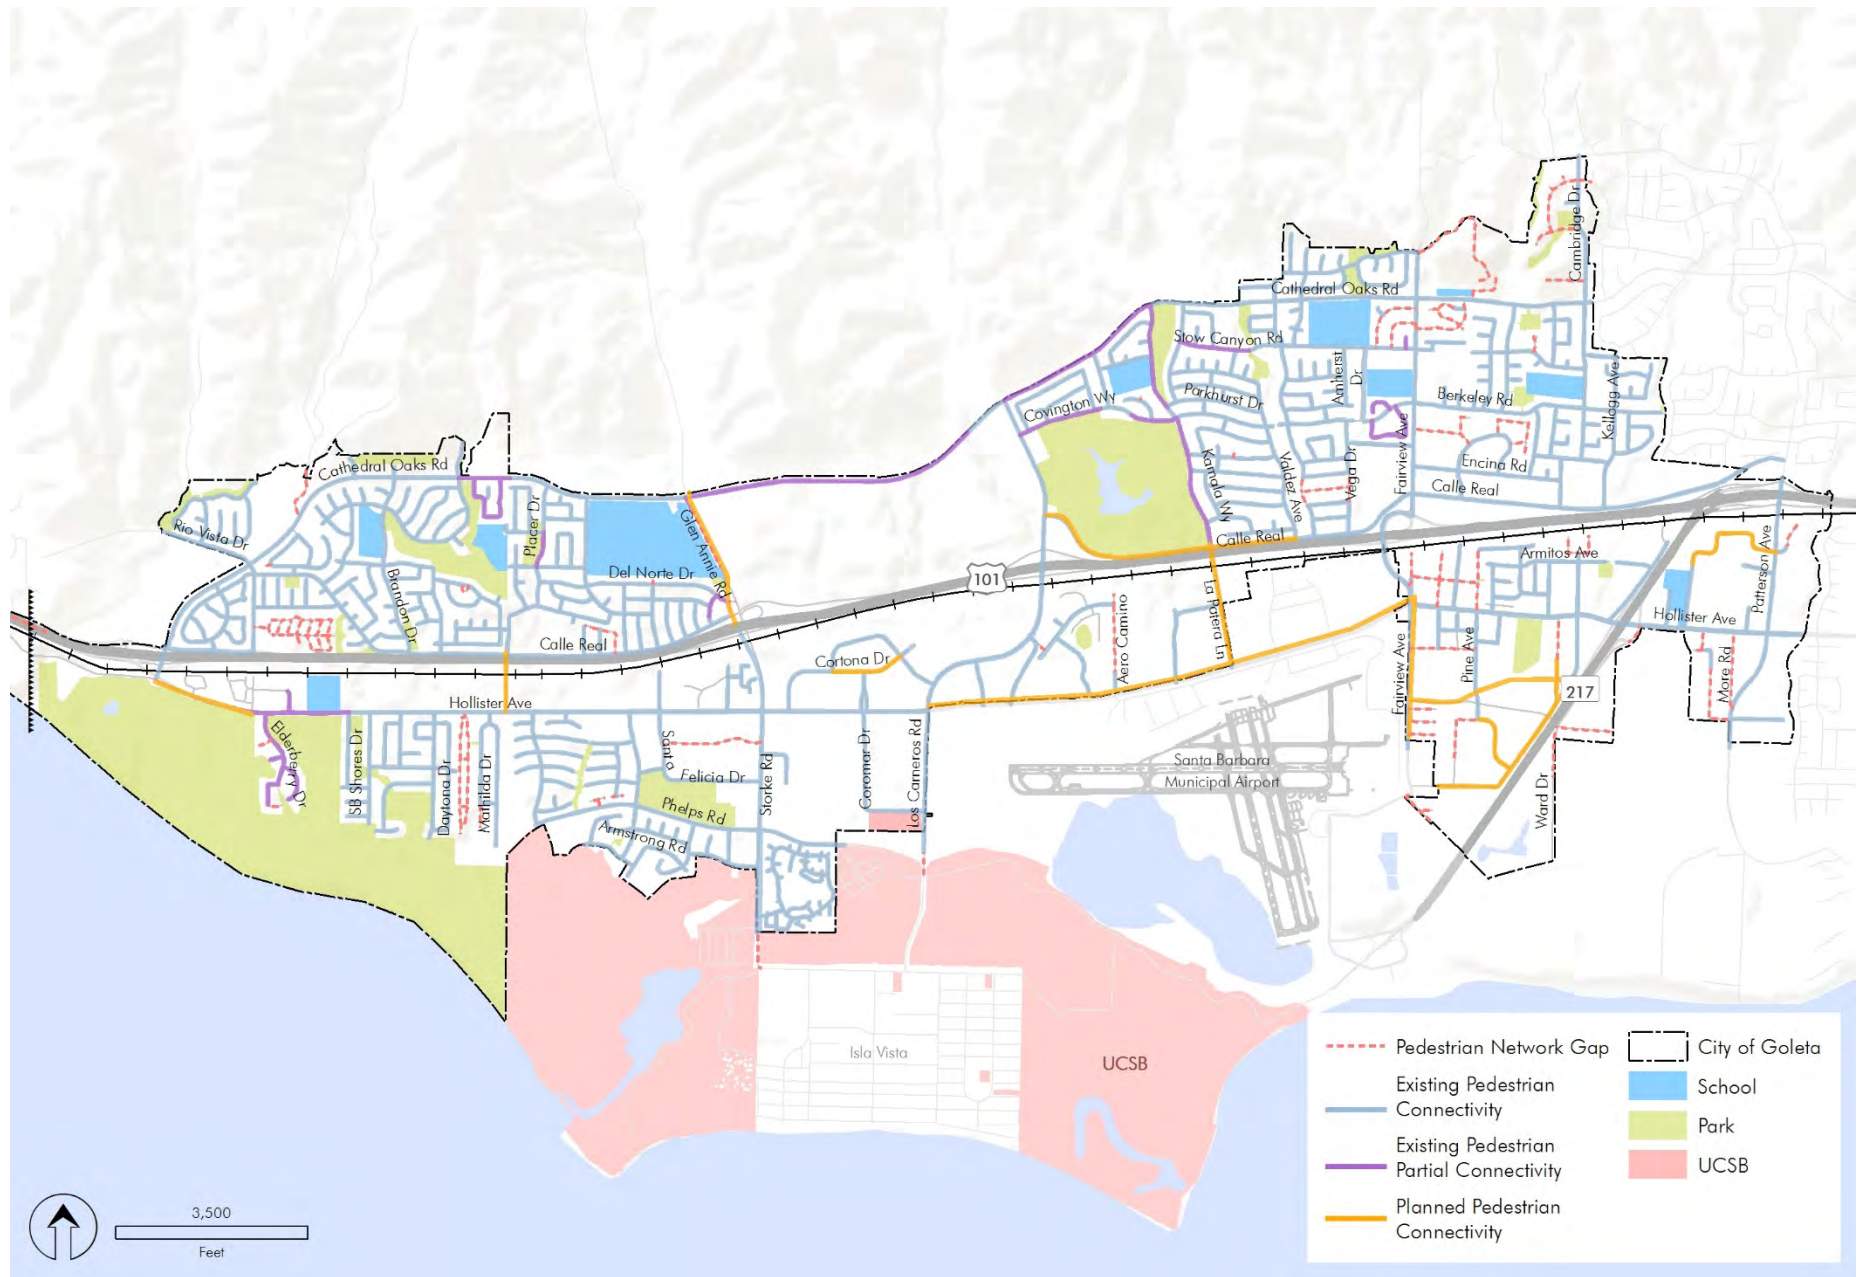 Cambridge Dr
Cathedral Oaks Rd
Stow Canyon Rd
Amherst
Dr
Parkhurst Dr
Berkeley Rd
Kellogg Ave
Covington Wy
Fairview Ave
Encina Rd
Calle Real
Kamala Wy
Valdez Ave
Vega Dr
Calle Real
Cathedral Oaks Rd
Rio Vista Dr
Placer Dr
Glen Annie Rd
Del Norte Dr
Brandon Dr
Calle Real
101
Armitos Ave
Patterson Ave
Hollister Ave
La Patera Ln
Aero Camino
Cortona Dr
Fairview Ave
Pine Ave
More Rd
217
Hollister Ave
Elderberry Dr
SB Shores Dr
Daytona Dr
Mathilda Dr
Santa
Felicia Dr
Phelps Rd
Armstrong Rd
Storke Rd
Coromar Dr
Los Carneros Rd
Santa Barbara
Municipal Airport
Ward Dr
Isla Vista
UCSB
Pedestrian Network Gap
Existing Pedestrian
Connectivity
Existing Pedestrian
Partial Connectivity
Planned Pedestrian
Connectivity
City of Goleta
School
Park
UCSB
3,500
Feet